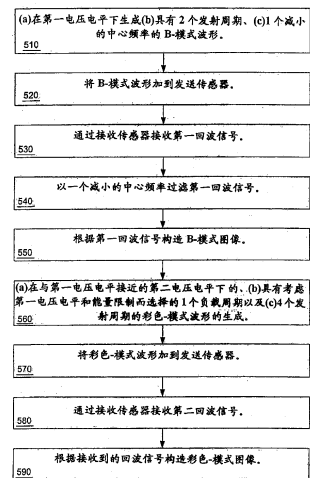 (a)在第一电压电平下生成(b)具有 2 个发射周期、(c)1 个减小
的中心频率的 B-模式波形。
510
将 B-模式波形加到发送传感器。
520
通过接收传感器接收第一回波信号。
530
以一个减小的中心频率过滤第一回波信号。
540
根据第一回波信号构造 B-模式图像。
550
(a)在与第一电压电平接近的第二电压电平下的、(b)具有考虑
第一电压电平和能量限制而选择的 1 个负载周期以及(c)4 个发
射周期的彩色-模式波形的生成。
560
将彩色-模式波形加到发送传感器。
570
通过接收传感器接收第二回波信号。
580
根据接收到的回波信号构造彩色-模式图像。
590